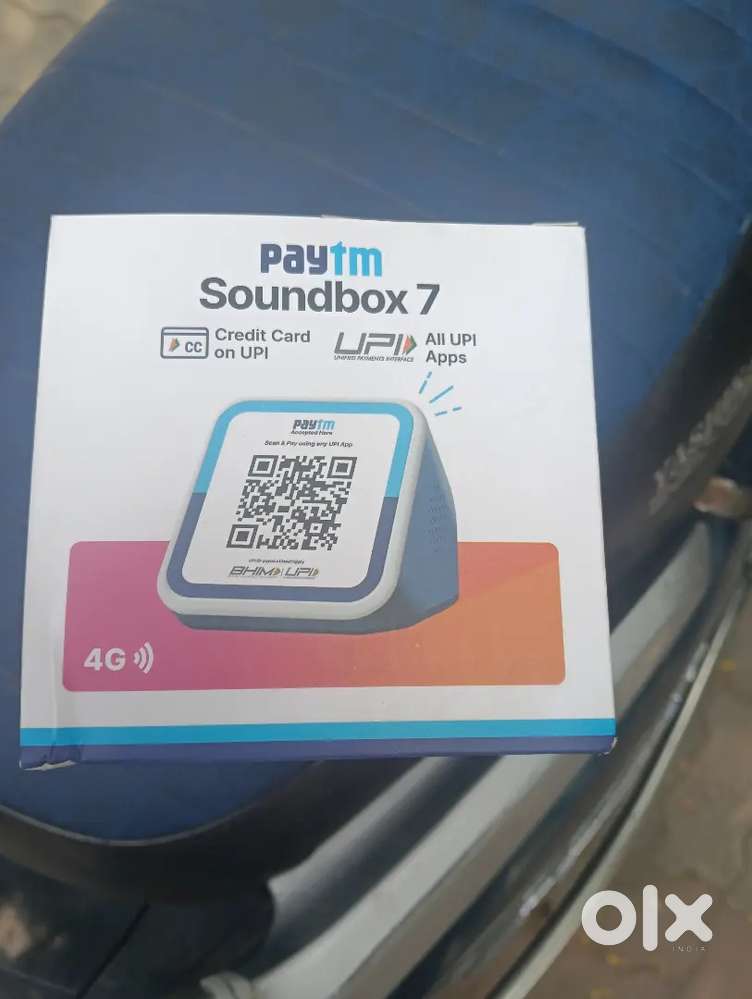 paytm
Soundbox 7
CC
Credit Card
on UPI
UPI
UNIFIED PAYMENTS INTERFACE
All UPI
Apps
paytm
Accepted Here
Scan & Pay using any UPI App
BHIM UPI
4G
olx
INDIA